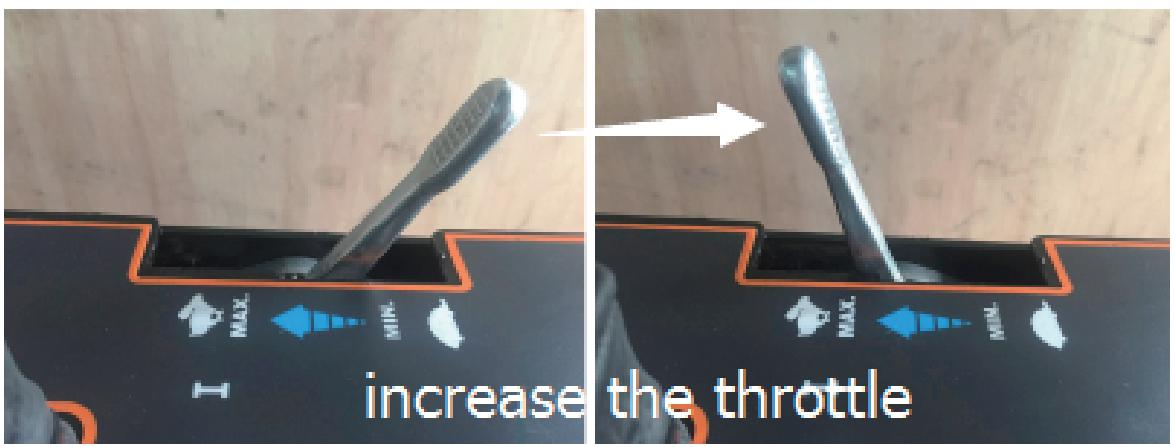 MAX.
MIN.
MAX.
MIN.
increase the throttle